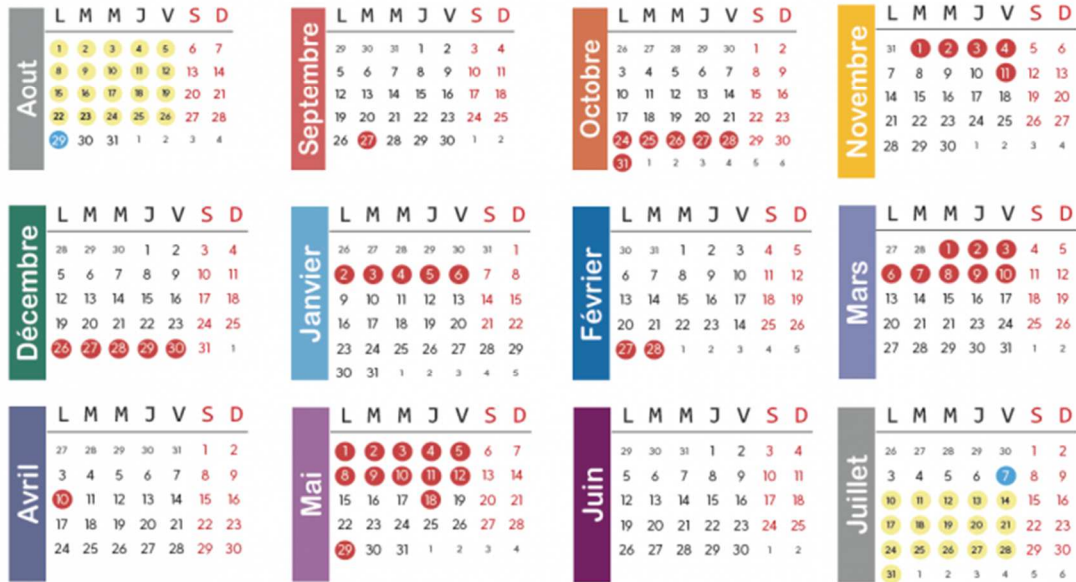 Aout
L M M J V S D
1 2 3 4 5 6 7
8 9 10 11 12 13 14
15 16 17 18 19 20 21
22 23 24 25 26 27 28
29 30 31 1 2 3 4
Septembre
L M M J V S D
29 30 31 1 2 3 4
5 6 7 8 9 10 11
12 13 14 15 16 17 18
19 20 21 22 23 24 25
26 27 28 29 30 1 2
Octobre
L M M J V S D
26 27 28 29 30 1 2
3 4 5 6 7 8 9
10 11 12 13 14 15 16
17 18 19 20 21 22 23
24 25 26 27 28 29 30
31 1 2 3 4 5 6
Novembre
L M M J V S D
31 1 2 3 4 5 6
7 8 9 10 11 12 13
14 15 16 17 18 19 20
21 22 23 24 25 26 27
28 29 30 1 2 3 4
Décembre
L M M J V S D
28 29 30 1 2 3 4
5 6 7 8 9 10 11
12 13 14 15 16 17 18
19 20 21 22 23 24 25
26 27 28 29 30 31 1
Janvier
L M M J V S D
26 27 28 29 30 31 1
2 3 4 5 6 7 8
9 10 11 12 13 14 15
16 17 18 19 20 21 22
23 24 25 26 27 28 29
30 31 1 2 3 4 5
Février
L M M J V S D
30 31 1 2 3 4 5
6 7 8 9 10 11 12
13 14 15 16 17 18 19
20 21 22 23 24 25 26
27 28 1 2 3 4 5
Mars
L M M J V S D
27 28 1 2 3 4 5
6 7 8 9 10 11 12
13 14 15 16 17 18 19
20 21 22 23 24 25 26
27 28 29 30 31 1 2
Avril
L M M J V S D
27 28 29 30 31 1 2
3 4 5 6 7 8 9
10 11 12 13 14 15 16
17 18 19 20 21 22 23
24 25 26 27 28 29 30
Mai
L M M J V S D
1 2 3 4 5 6 7
8 9 10 11 12 13 14
15 16 17 18 19 20 21
22 23 24 25 26 27 28
29 30 31 1 2 3 4
Juin
L M M J V S D
29 30 31 1 2 3 4
5 6 7 8 9 10 11
12 13 14 15 16 17 18
19 20 21 22 23 24 25
26 27 28 29 30 1 2
Juillet
L M M J V S D
26 27 28 29 30 1 2
3 4 5 6 7 8 9
10 11 12 13 14 15 16
17 18 19 20 21 22 23
24 25 26 27 28 29 30
31 1 2 3 4 5 6